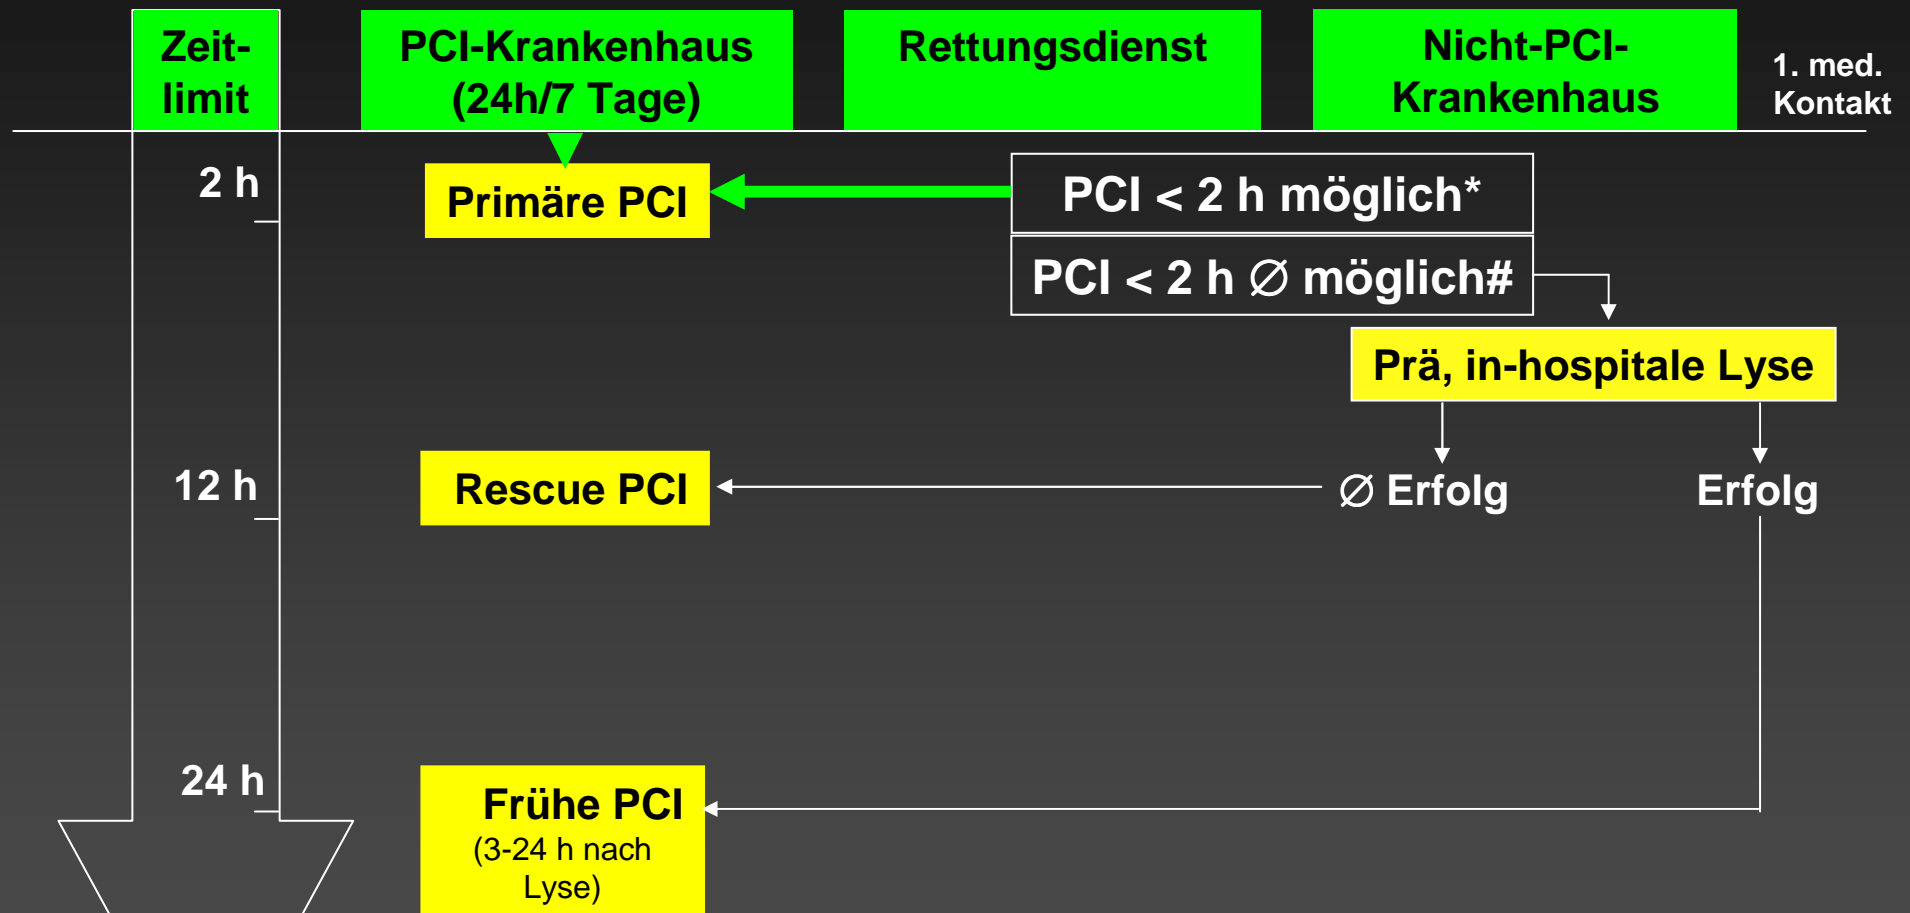 Zeit-
limit
PCI-Krankenhaus
(24h/7 Tage)
Rettungsdienst
Nicht-PCI-
Krankenhaus
1. med.
Kontakt
2 h
Primäre PCI
PCI < 2 h möglich*
PCI < 2 h ∅ möglich#
Prä, in-hospitale Lyse
12 h
Rescue PCI
∅ Erfolg
Erfolg
24 h
Frühe PCI
(3-24 h nach
Lyse)